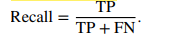 Recall = TP / (TP + FN).